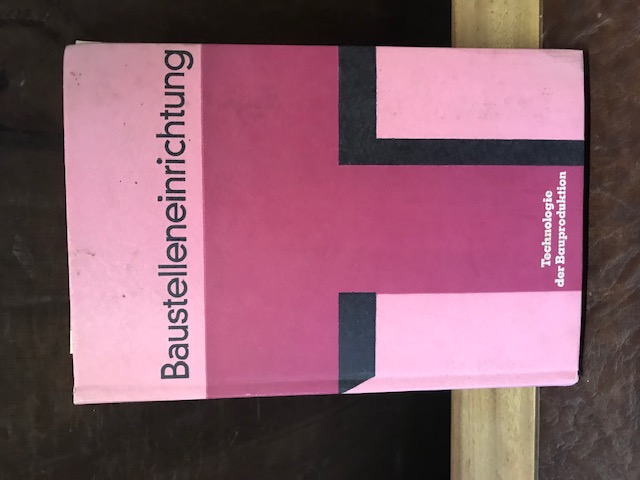 Baustelleneinrichtung
Technologie
der Bauproduktion